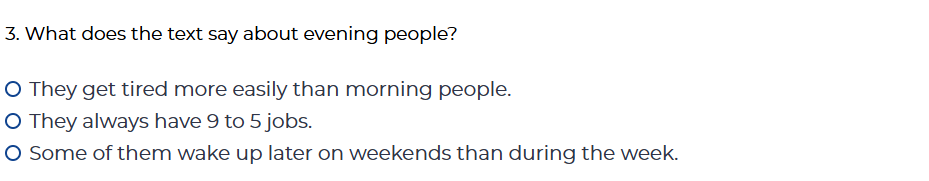 3. What does the text say about evening people?
They get tired more easily than morning people.
They always have 9 to 5 jobs.
Some of them wake up later on weekends than during the week.